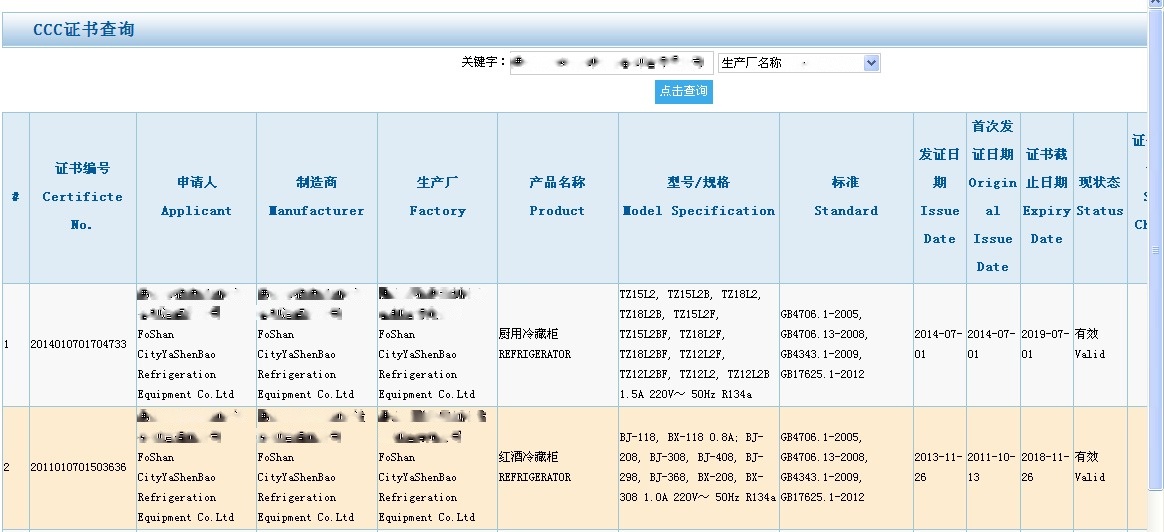 CCC证书查询
关键字：
生产厂名称
点击查询
#
证书编号
Certificte
No.
申请人
Applicant
制造商
Manufacturer
生产厂
Factory
产品名称
Product
型号/规格
Model Specification
标准
Standard
发证日
期
Issue
Date
首次发
证日期
Origin
al
Issue
Date
证书截
止日期
Expiry
Date
现状态
Status
证
1
2014010701704733
FoShan
CityYaShenBao
Refrigeration
Equipment Co.Ltd
FoShan
CityYaShenBao
Refrigeration
Equipment Co.Ltd
FoShan
CityYaShenBao
Refrigeration
Equipment Co.Ltd
厨用冷藏柜
REFRIGERATOR
TZ15L2, TZ15L2B, TZ18L2,
TZ18L2B, TZ15L2F,
TZ15L2BF, TZ18L2F,
TZ18L2BF, TZ12L2F,
TZ12L2BF, TZ12L2, TZ12L2B
1.5A 220V～ 50Hz R134a
GB4706.1-2005,
GB4706.13-2008,
GB4343.1-2009,
GB17625.1-2012
2014-07-
01
2014-07-
01
2019-07-
01
有效
Valid
2
2011010701503636
FoShan
CityYaShenBao
Refrigeration
Equipment Co.Ltd
FoShan
CityYaShenBao
Refrigeration
Equipment Co.Ltd
FoShan
CityYaShenBao
Refrigeration
Equipment Co.Ltd
红酒冷藏柜
REFRIGERATOR
BJ-118, BX-118 0.8A; BJ-
208, BJ-308, BJ-408, BJ-
298, BJ-368, BX-208, BX-
308 1.0A 220V～ 50Hz R134a
GB4706.1-2005,
GB4706.13-2008,
GB4343.1-2009,
GB17625.1-2012
2013-11-
26
2011-10-
13
2018-11-
26
有效
Valid